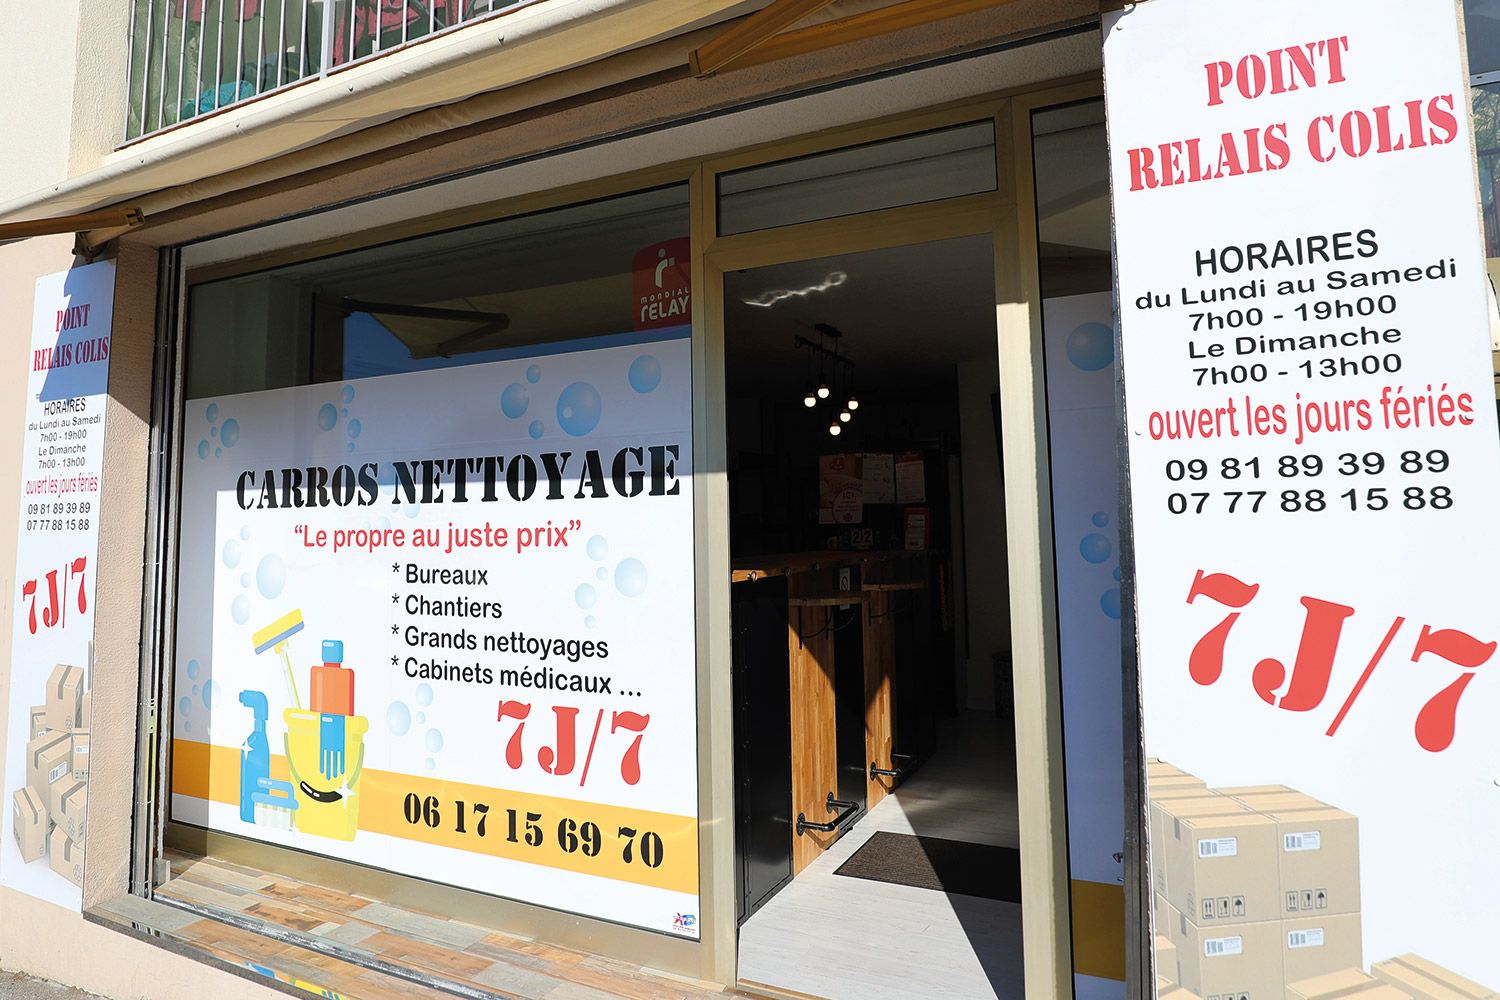 POINT
RELAIS COLIS
HORAIRES
du Lundi au Samedi
7h00 - 19h00
Le Dimanche
7h00 - 13h00
ouvert les jours fériés
09 81 89 39 89
07 77 88 15 88
7J/7
MONDIAL
RELAY
CARROS NETTOYAGE
“Le propre au juste prix”
* Bureaux
* Chantiers
* Grands nettoyages
* Cabinets médicaux ...
7J/7
06 17 15 69 70
ICI,
22
POINT
RELAIS COLIS
HORAIRES
du Lundi au Samedi
7h00 - 19h00
Le Dimanche
7h00 - 13h00
ouvert les jours fériés
09 81 89 39 89
07 77 88 15 88
7J/7